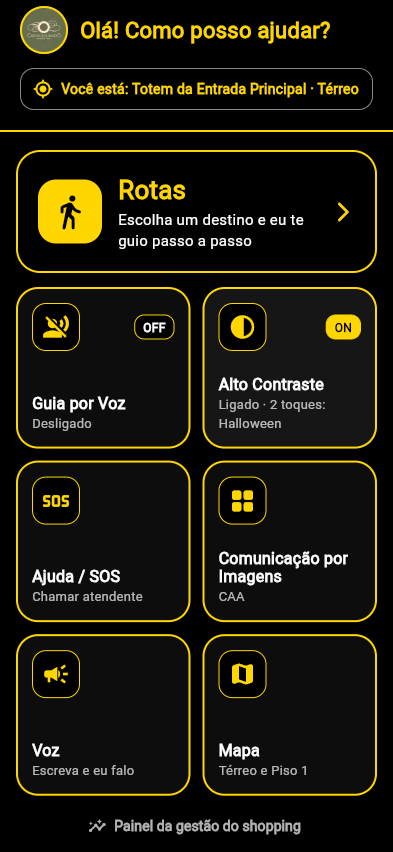 Olá! Como posso ajudar?
Você está: Totem da Entrada Principal · Térreo
Rotas
Escolha um destino e eu te
guio passo a passo
OFF
Guia por Voz
Desligado
ON
Alto Contraste
Ligado · 2 toques:
Halloween
SOS
Ajuda / SOS
Chamar atendente
Comunicação por
Imagens
CAA
Voz
Escreva e eu falo
Mapa
Térreo e Piso 1
Painel da gestão do shopping